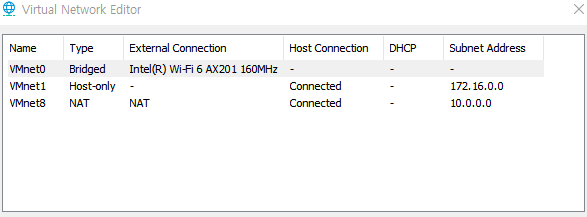 Virtual Network Editor
Name Type External Connection Host Connection DHCP Subnet Address
VMnet0 Bridged Intel(R) Wi-Fi 6 AX201 160MHz - - -
VMnet1 Host-only - Connected - 172.16.0.0
VMnet8 NAT NAT Connected - 10.0.0.0